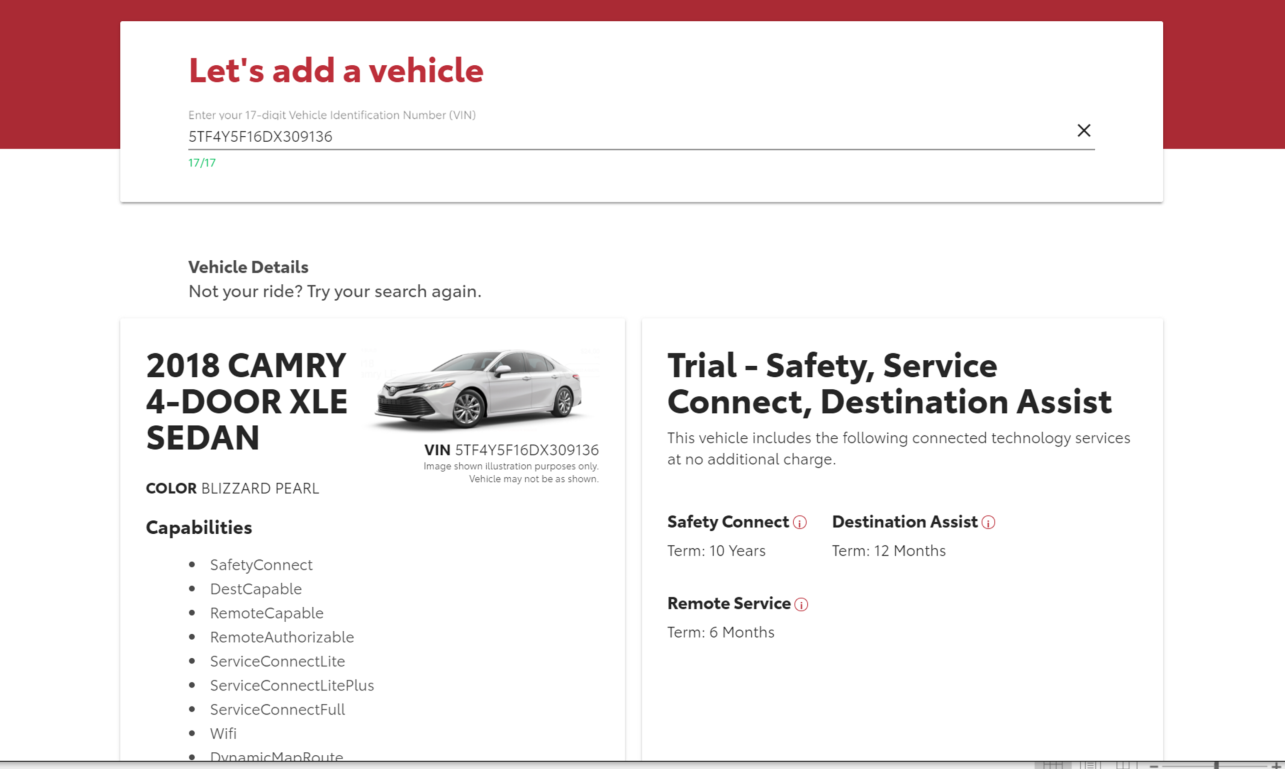 Let's add a vehicle
Enter your 17-digit Vehicle Identification Number (VIN)
5TF4Y5F16DX309136
17/17
Vehicle Details
Not your ride? Try your search again.
2018 CAMRY
4-DOOR XLE
SEDAN
VIN 5TF4Y5F16DX309136
Image shown illustration purposes only.
Vehicle may not be as shown.
COLOR BLIZZARD PEARL
Capabilities
SafetyConnect
DestCapable
RemoteCapable
RemoteAuthorizable
ServiceConnectLite
ServiceConnectLitePlus
ServiceConnectFull
Wifi
DynamicMapRoute
Trial - Safety, Service
Connect, Destination Assist
This vehicle includes the following connected technology services
at no additional charge.
Safety Connect
Term: 10 Years
Destination Assist
Term: 12 Months
Remote Service
Term: 6 Months